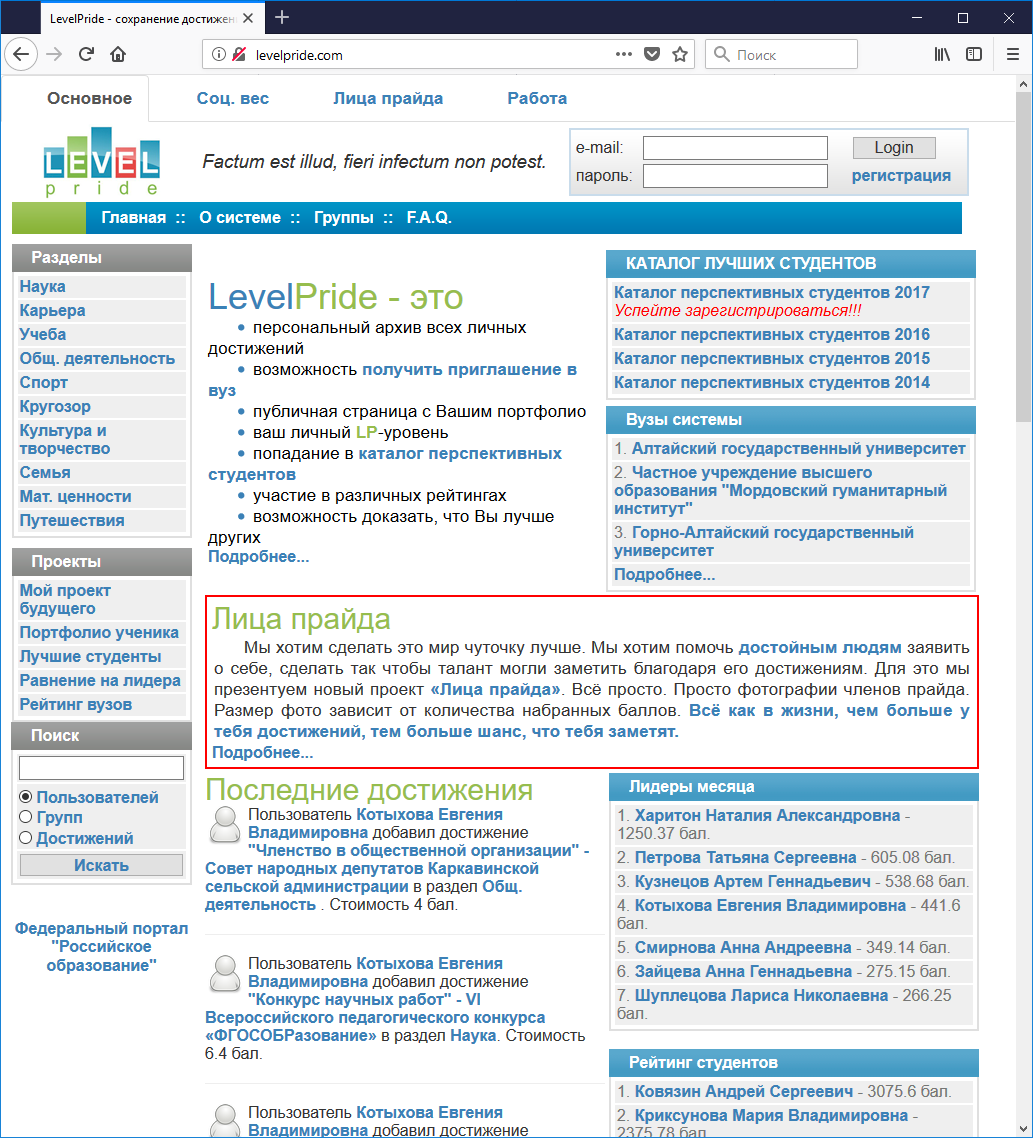 LevelPride - сохранение достижен
levelpride.com
Поиск
Основное
Соц. вес
Лица прайда
Работа
LEVEL
pride
Factum est illud, fieri infectum non potest.
e-mail:
Login
пароль:
регистрация
Главная :: О системе :: Группы :: F.A.Q.
Разделы
Наука
Карьера
Учеба
Общ. деятельность
Спорт
Кругозор
Культура и
творчество
Семья
Мат. ценности
Путешествия
Проекты
Мой проект
будущего
Портфолио ученика
Лучшие студенты
Равнение на лидера
Рейтинг вузов
Поиск
Пользователей
Групп
Достижений
Искать
Федеральный портал
"Российское
образование"
LevelPride - это
• персональный архив всех личных
достижений
• возможность получить приглашение в
вуз
• публичная страница с Вашим портфолио
• ваш личный LP-уровень
• попадание в каталог перспективных
студентов
• участие в различных рейтингах
• возможность доказать, что Вы лучше
других
Подробнее...
КАТАЛОГ ЛУЧШИХ СТУДЕНТОВ
Каталог перспективных студентов 2017
Успейте зарегистрироваться!!!
Каталог перспективных студентов 2016
Каталог перспективных студентов 2015
Каталог перспективных студентов 2014
Вузы системы
1. Алтайский государственный университет
2. Частное учреждение высшего
образования "Мордовский гуманитарный
институт"
3. Горно-Алтайский государственный
университет
Подробнее...
Лица прайда
Мы хотим сделать это мир чуточку лучше. Мы хотим помочь достойным людям заявить
о себе, сделать так чтобы талант могли заметить благодаря его достижениям. Для это мы
презентуем новый проект «Лица прайда». Всё просто. Просто фотографии членов прайда.
Размер фото зависит от количества набранных баллов. Всё как в жизни, чем больше у
тебя достижений, тем больше шанс, что тебя заметят.
Подробнее...
Последние достижения
Пользователь Котыхова Евгения
Владимировна добавил достижение
"Членство в общественной организации" -
Совет народных депутатов Каркавинской
сельской администрации в раздел Общ.
деятельность . Стоимость 4 бал.
Пользователь Котыхова Евгения
Владимировна добавил достижение
"Конкурс научных работ" - VI
Всероссийского педагогического конкурса
«ФГОСОБРазование» в раздел Наука. Стоимость
6.4 бал.
Пользователь Котыхова Евгения
Владимировна добавил достижение
Лидеры месяца
1. Харитон Наталия Александровна -
1250.37 бал.
2. Петрова Татьяна Сергеевна - 605.08 бал.
3. Кузнецов Артем Геннадьевич - 538.68 бал.
4. Котыхова Евгения Владимировна - 441.6
бал.
5. Смирнова Анна Андреевна - 349.14 бал.
6. Зайцева Анна Геннадьевна - 275.15 бал.
7. Шуплецова Лариса Николаевна - 266.25
бал.
Рейтинг студентов
1. Ковязин Андрей Сергеевич - 3075.6 бал.
2. Криксунова Мария Владимировна -
2375.78 бал.